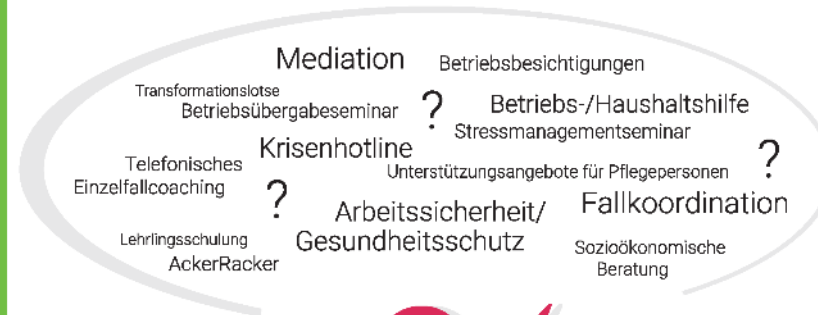 Mediation
Betriebsbesichtigungen
Transformationslotse
Betriebsübergabeseminar
?
Betriebs-/Haushaltshilfe
Stressmanagementseminar
Krisenhotline
?
Telefonisches
Einzelfallcoaching
Unterstützungsangebote für Pflegepersonen
?
Arbeitssicherheit/
Gesundheitsschutz
Fallkoordination
Lehrlingsschulung
AckerRacker
Sozioökonomische
Beratung